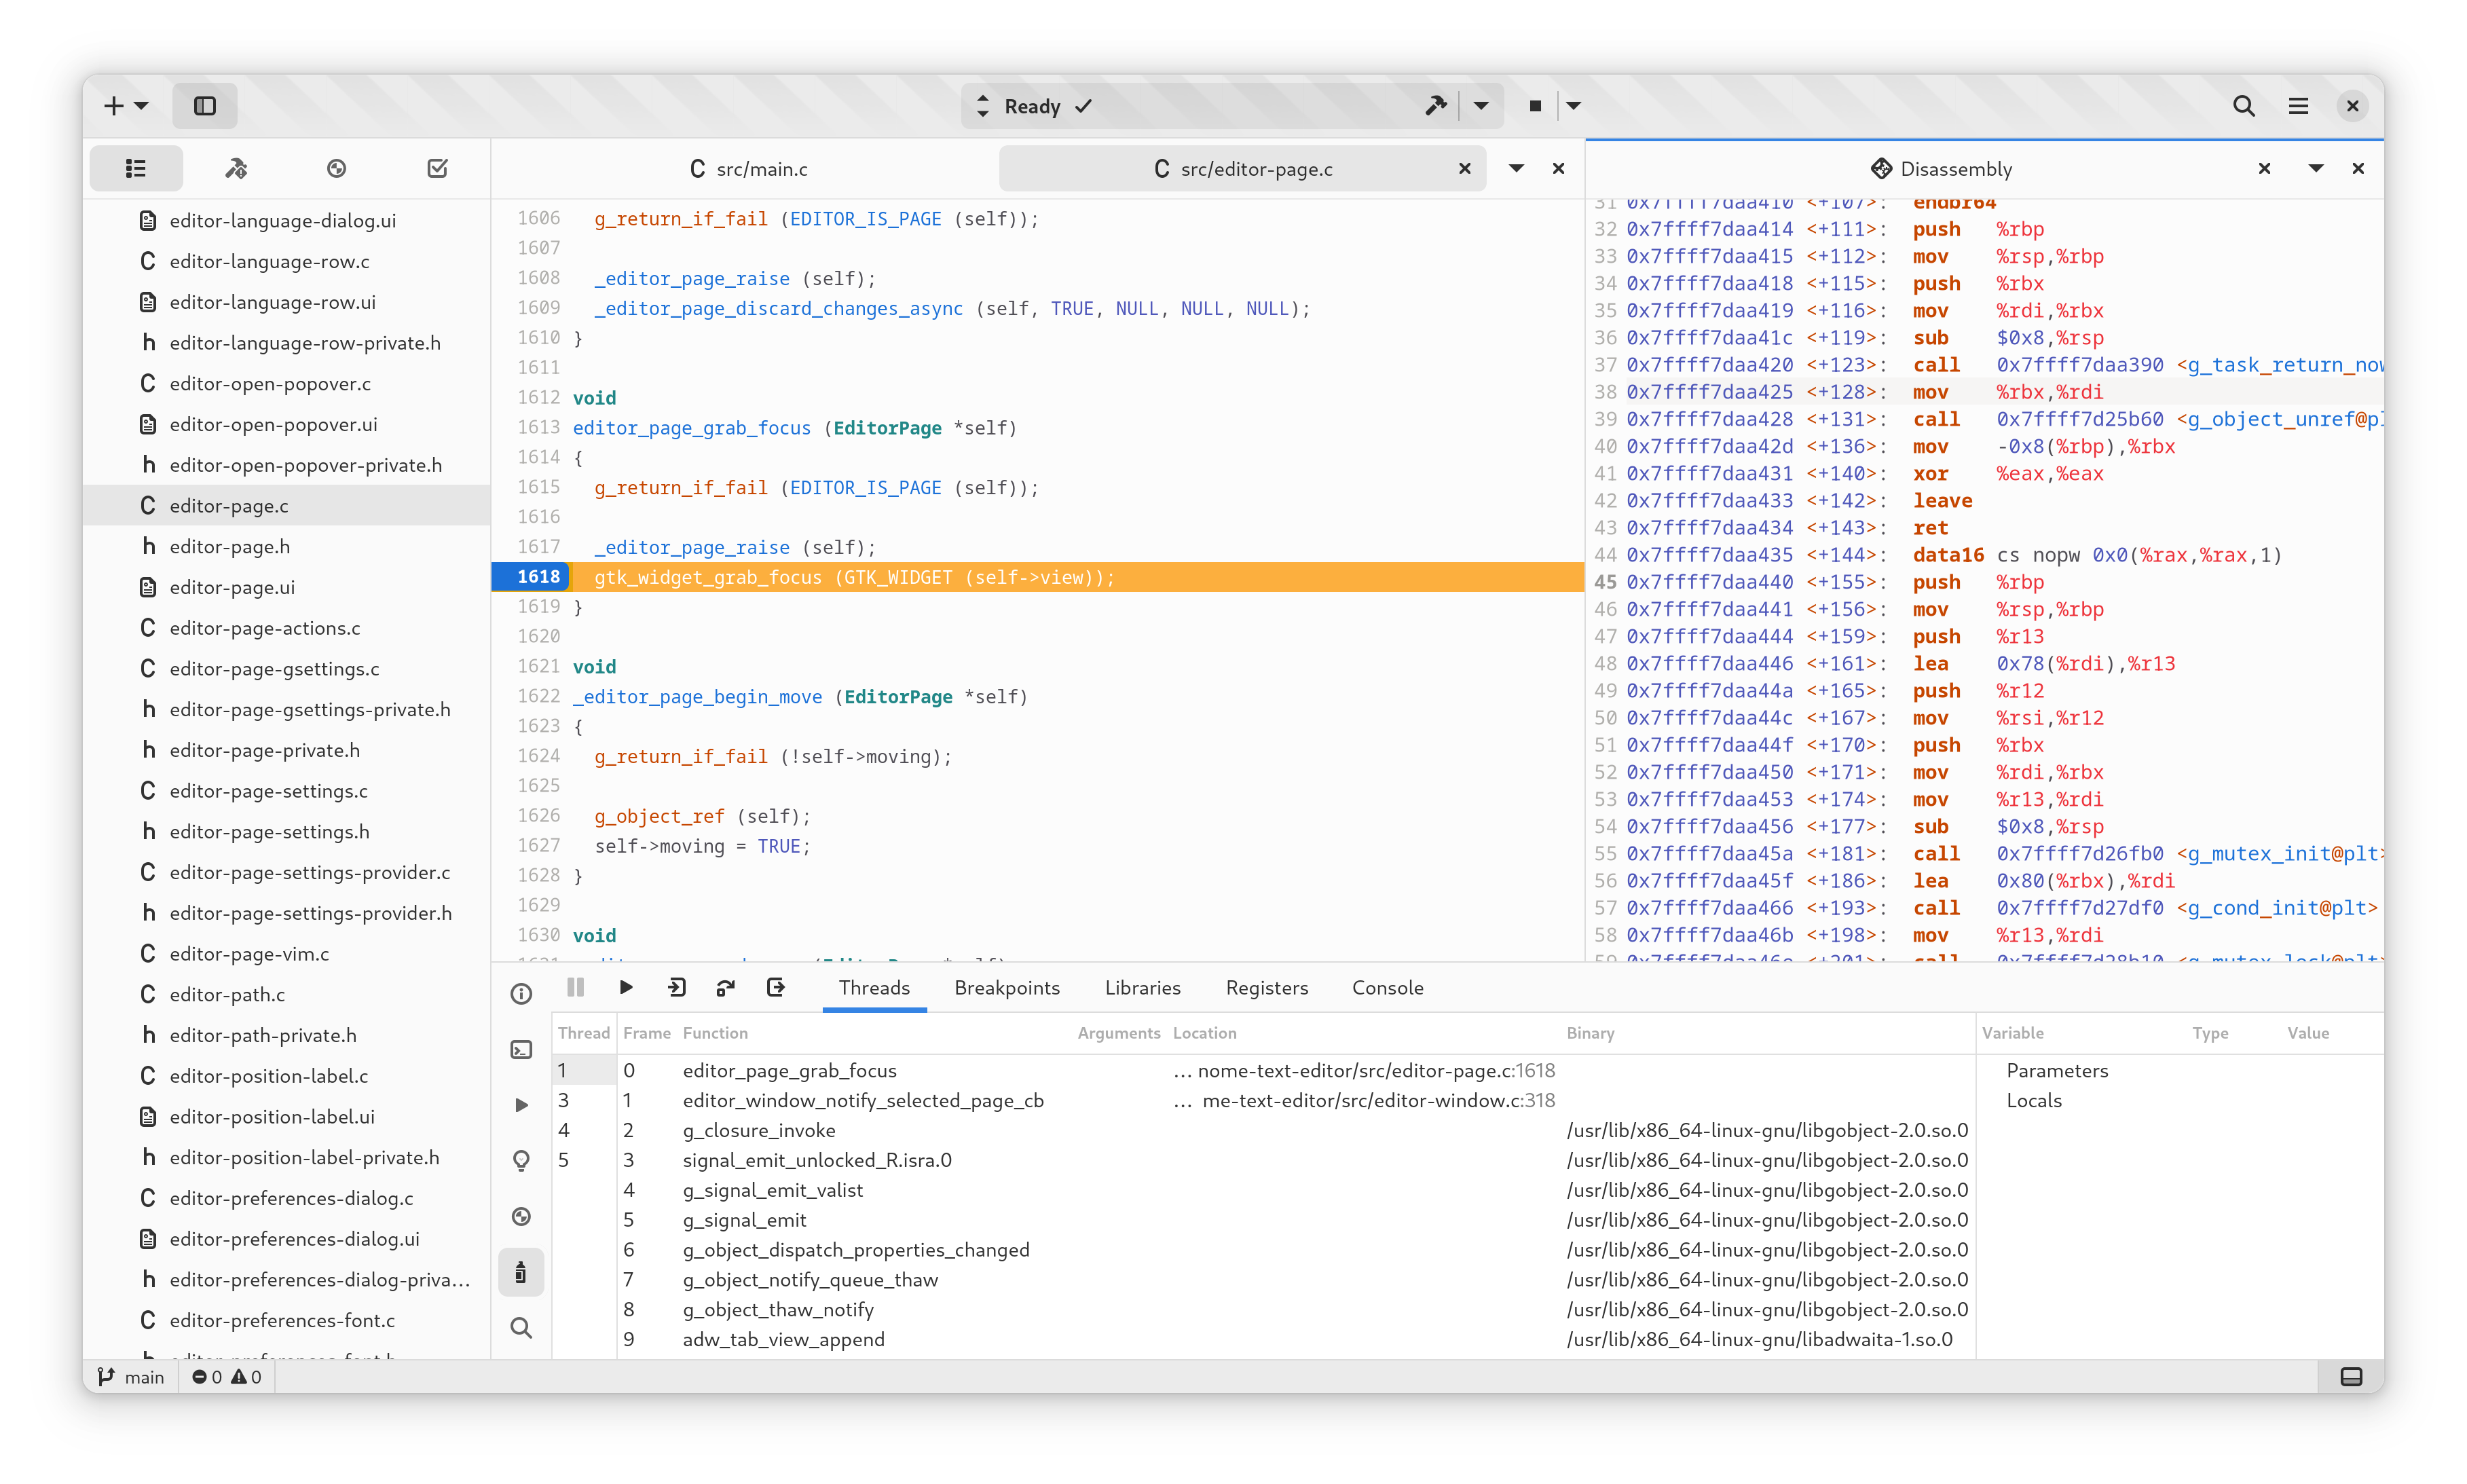 Ready
src/main.c
src/editor-page.c
Disassembly
editor-language-dialog.ui
editor-language-row.c
editor-language-row.ui
editor-language-row-private.h
editor-open-popover.c
editor-open-popover.ui
editor-open-popover-private.h
editor-page.c
editor-page.h
editor-page.ui
editor-page-actions.c
editor-page-gsettings.c
editor-page-gsettings-private.h
editor-page-private.h
editor-page-settings.c
editor-page-settings.h
editor-page-settings-provider.c
editor-page-settings-provider.h
editor-page-vim.c
editor-path.c
editor-path-private.h
editor-position-label.c
editor-position-label.ui
editor-position-label-private.h
editor-preferences-dialog.c
editor-preferences-dialog.ui
editor-preferences-dialog-priva…
editor-preferences-font.c
1606 g_return_if_fail (EDITOR_IS_PAGE (self));
1607
1608 _editor_page_raise (self);
1609 _editor_page_discard_changes_async (self, TRUE, NULL, NULL, NULL);
1610 }
1611
1612 void
1613 editor_page_grab_focus (EditorPage *self)
1614 {
1615 g_return_if_fail (EDITOR_IS_PAGE (self));
1616
1617 _editor_page_raise (self);
1618 gtk_widget_grab_focus (GTK_WIDGET (self->view));
1619 }
1620
1621 void
1622 _editor_page_begin_move (EditorPage *self)
1623 {
1624 g_return_if_fail (!self->moving);
1625
1626 g_object_ref (self);
1627 self->moving = TRUE;
1628 }
1629
1630 void
31 0x7ffff7daa410 <+107>: endbr64
32 0x7ffff7daa414 <+111>: push %rbp
33 0x7ffff7daa415 <+112>: mov %rsp,%rbp
34 0x7ffff7daa418 <+115>: push %rbx
35 0x7ffff7daa419 <+116>: mov %rdi,%rbx
36 0x7ffff7daa41c <+119>: sub $0x8,%rsp
37 0x7ffff7daa420 <+123>: call 0x7ffff7daa390 <g_task_return_now
38 0x7ffff7daa425 <+128>: mov %rbx,%rdi
39 0x7ffff7daa428 <+131>: call 0x7ffff7d25b60 <g_object_unref@pl
40 0x7ffff7daa42d <+136>: mov -0x8(%rbp),%rbx
41 0x7ffff7daa431 <+140>: xor %eax,%eax
42 0x7ffff7daa433 <+142>: leave
43 0x7ffff7daa434 <+143>: ret
44 0x7ffff7daa435 <+144>: data16 cs nopw 0x0(%rax,%rax,1)
45 0x7ffff7daa440 <+155>: push %rbp
46 0x7ffff7daa441 <+156>: mov %rsp,%rbp
47 0x7ffff7daa444 <+159>: push %r13
48 0x7ffff7daa446 <+161>: lea 0x78(%rdi),%r13
49 0x7ffff7daa44a <+165>: push %r12
50 0x7ffff7daa44c <+167>: mov %rsi,%r12
51 0x7ffff7daa44f <+170>: push %rbx
52 0x7ffff7daa450 <+171>: mov %rdi,%rbx
53 0x7ffff7daa453 <+174>: mov %r13,%rdi
54 0x7ffff7daa456 <+177>: sub $0x8,%rsp
55 0x7ffff7daa45a <+181>: call 0x7ffff7d26fb0 <g_mutex_init@plt>
56 0x7ffff7daa45f <+186>: lea 0x80(%rbx),%rdi
57 0x7ffff7daa466 <+193>: call 0x7ffff7d27df0 <g_cond_init@plt>
58 0x7ffff7daa46b <+198>: mov %r13,%rdi
Threads Breakpoints Libraries Registers Console
Thread Frame Function Arguments Location Binary Variable Type Value
1 0 editor_page_grab_focus … nome-text-editor/src/editor-page.c:1618 Parameters
3 1 editor_window_notify_selected_page_cb … me-text-editor/src/editor-window.c:318 Locals
4 2 g_closure_invoke /usr/lib/x86_64-linux-gnu/libgobject-2.0.so.0
5 3 signal_emit_unlocked_R.isra.0 /usr/lib/x86_64-linux-gnu/libgobject-2.0.so.0
4 g_signal_emit_valist /usr/lib/x86_64-linux-gnu/libgobject-2.0.so.0
5 g_signal_emit /usr/lib/x86_64-linux-gnu/libgobject-2.0.so.0
6 g_object_dispatch_properties_changed /usr/lib/x86_64-linux-gnu/libgobject-2.0.so.0
7 g_object_notify_queue_thaw /usr/lib/x86_64-linux-gnu/libgobject-2.0.so.0
8 g_object_thaw_notify /usr/lib/x86_64-linux-gnu/libgobject-2.0.so.0
9 adw_tab_view_append /usr/lib/x86_64-linux-gnu/libadwaita-1.so.0
main 0 0